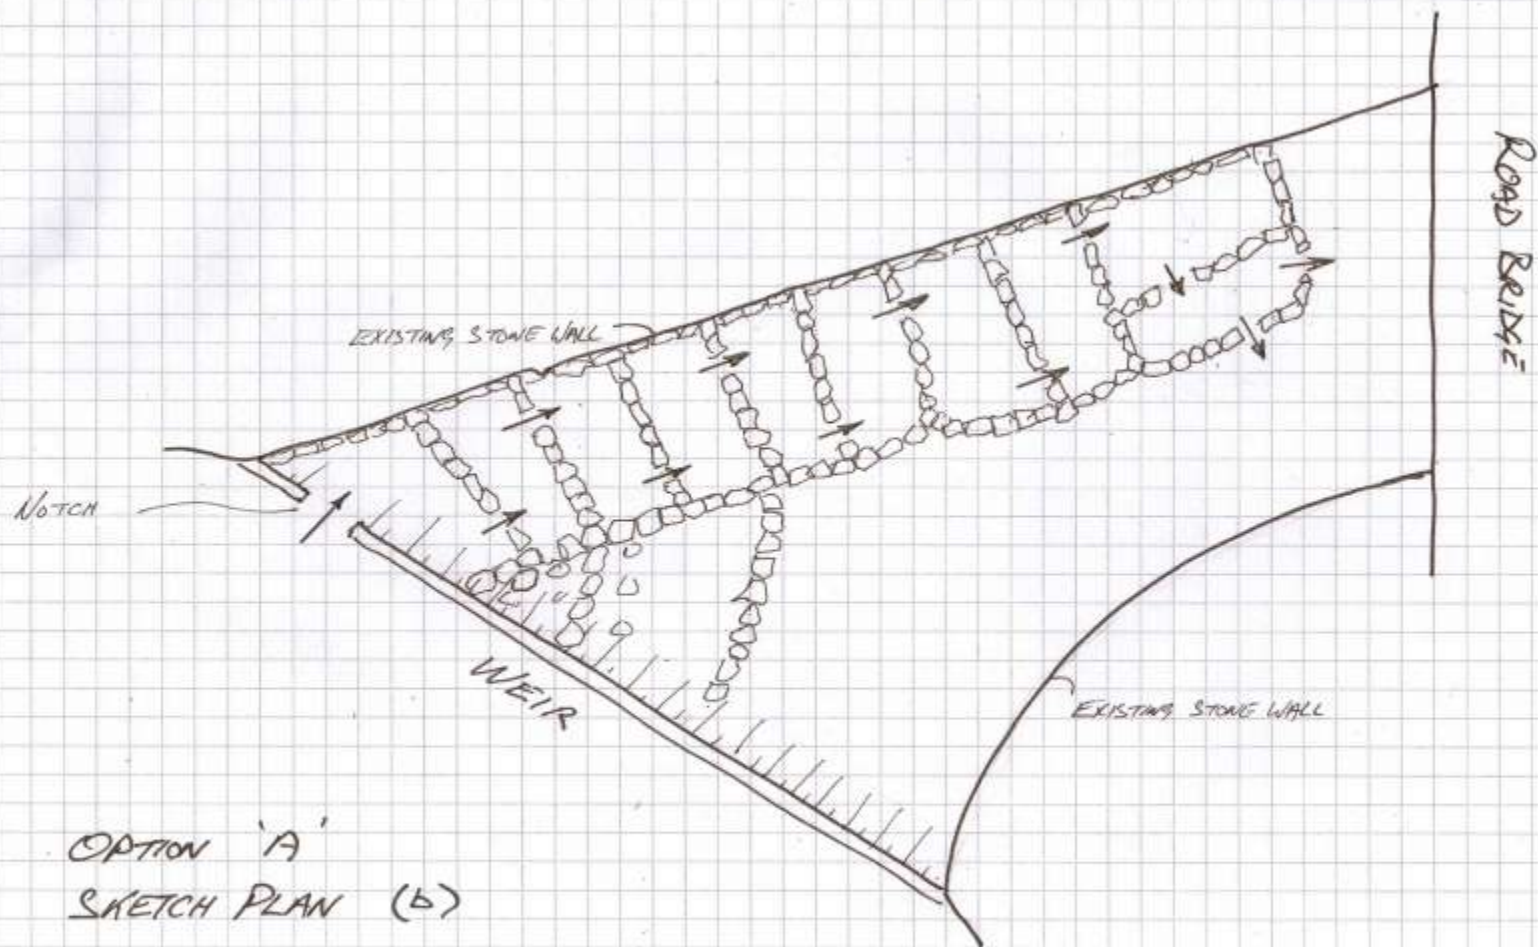 ROAD BRIDGE
EXISTING STONE WALL
NOTCH
WEIR
EXISTING STONE WALL
OPTION 'A'
SKETCH PLAN (b)